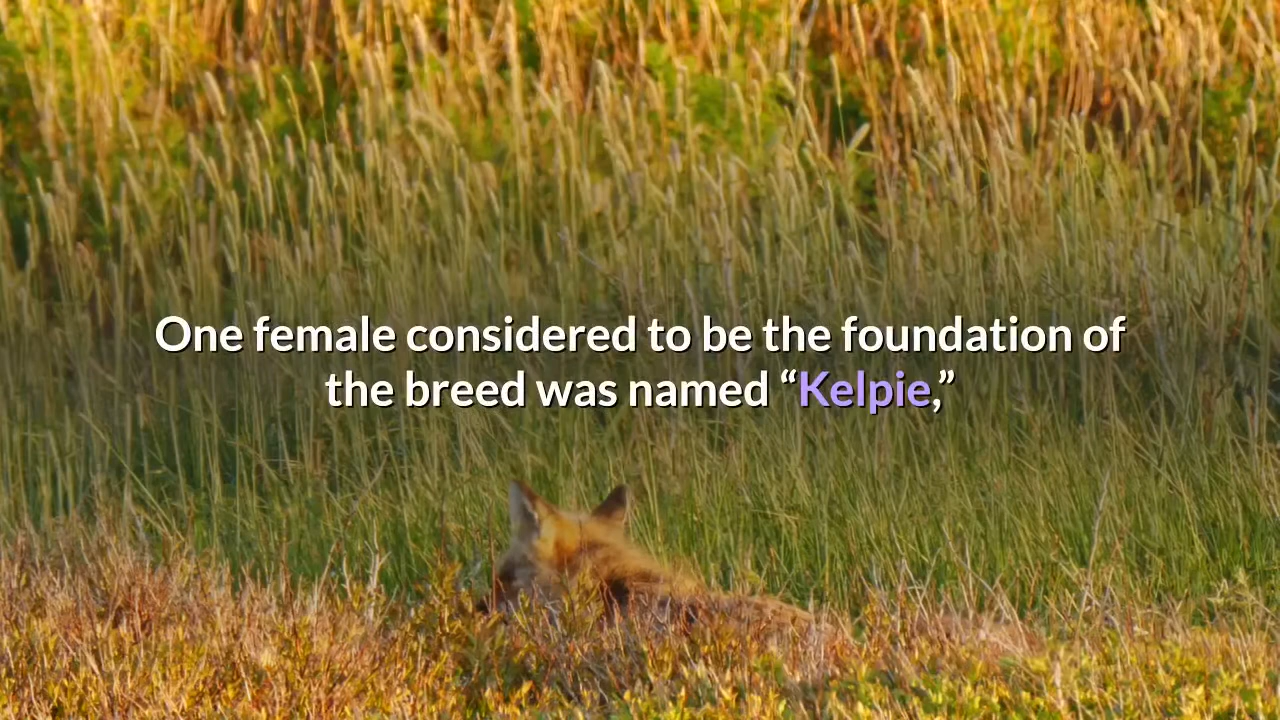 One female considered to be the foundation of
the breed was named “Kelpie,”